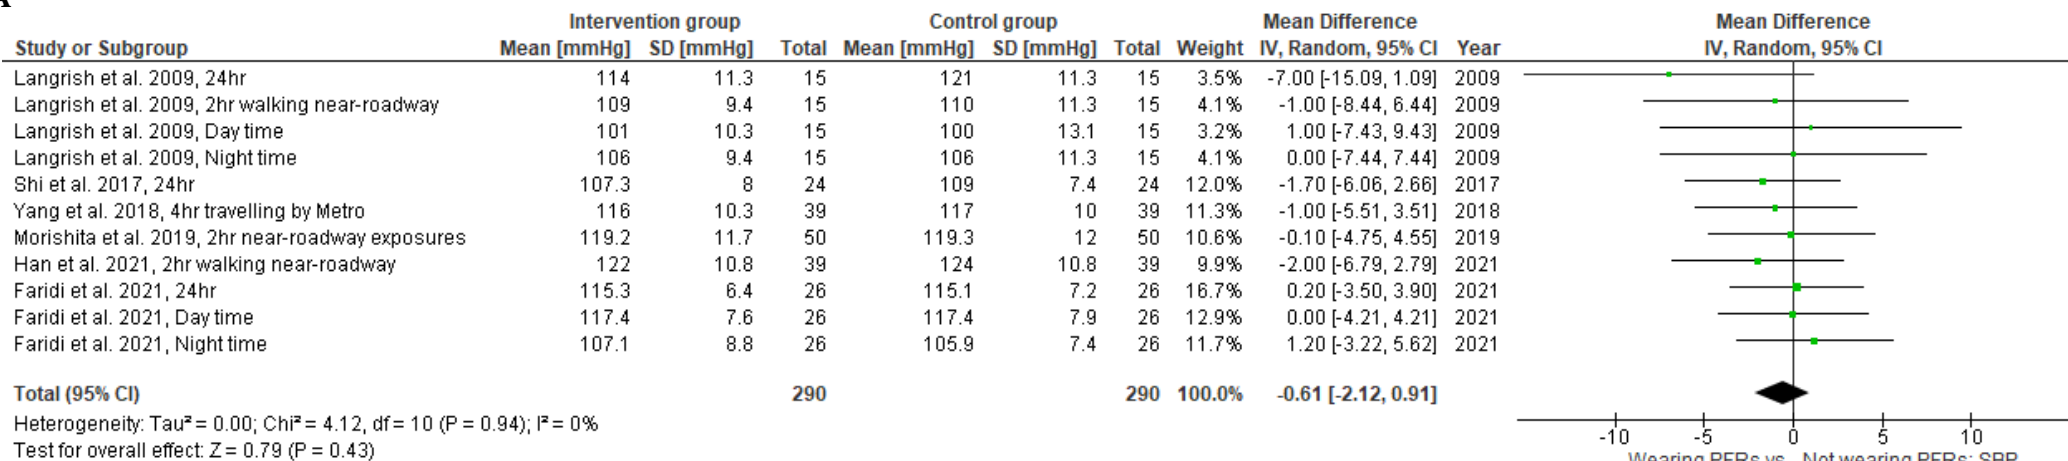 A
Intervention group Control group Mean Difference Mean Difference
Study or Subgroup Mean [mmHg] SD [mmHg] Total Mean [mmHg] SD [mmHg] Total Weight IV, Random, 95% CI Year IV, Random, 95% CI
Langrish et al. 2009, 24hr 114 11.3 15 121 11.3 15 3.5% -7.00 [-15.09, 1.09] 2009
Langrish et al. 2009, 2hr walking near-roadway 109 9.4 15 110 11.3 15 4.1% -1.00 [-8.44, 6.44] 2009
Langrish et al. 2009, Day time 101 10.3 15 100 13.1 15 3.2% 1.00 [-7.43, 9.43] 2009
Langrish et al. 2009, Night time 106 9.4 15 106 11.3 15 4.1% 0.00 [-7.44, 7.44] 2009
Shi et al. 2017, 24hr 107.3 8 24 109 7.4 24 12.0% -1.70 [-6.06, 2.66] 2017
Yang et al. 2018, 4hr travelling by Metro 116 10.3 39 117 10 39 11.3% -1.00 [-5.51, 3.51] 2018
Morishita et al. 2019, 2hr near-roadway exposures 119.2 11.7 50 119.3 12 50 10.6% -0.10 [-4.75, 4.55] 2019
Han et al. 2021, 2hr walking near-roadway 122 10.8 39 124 10.8 39 9.9% -2.00 [-6.79, 2.79] 2021
Faridi et al. 2021, 24hr 115.3 6.4 26 115.1 7.2 26 16.7% 0.20 [-3.50, 3.90] 2021
Faridi et al. 2021, Day time 117.4 7.6 26 117.4 7.9 26 12.9% 0.00 [-4.21, 4.21] 2021
Faridi et al. 2021, Night time 107.1 8.8 26 105.9 7.4 26 11.7% 1.20 [-3.22, 5.62] 2021
Total (95% CI) 290 290 100.0% -0.61 [-2.12, 0.91]
Heterogeneity: Tau² = 0.00; Chi² = 4.12, df = 10 (P = 0.94); I² = 0%
-10 -5 0 5 10
Test for overall effect: Z = 0.79 (P = 0.43)
Wearing PFRs vs. Not wearing PFRs: SBP